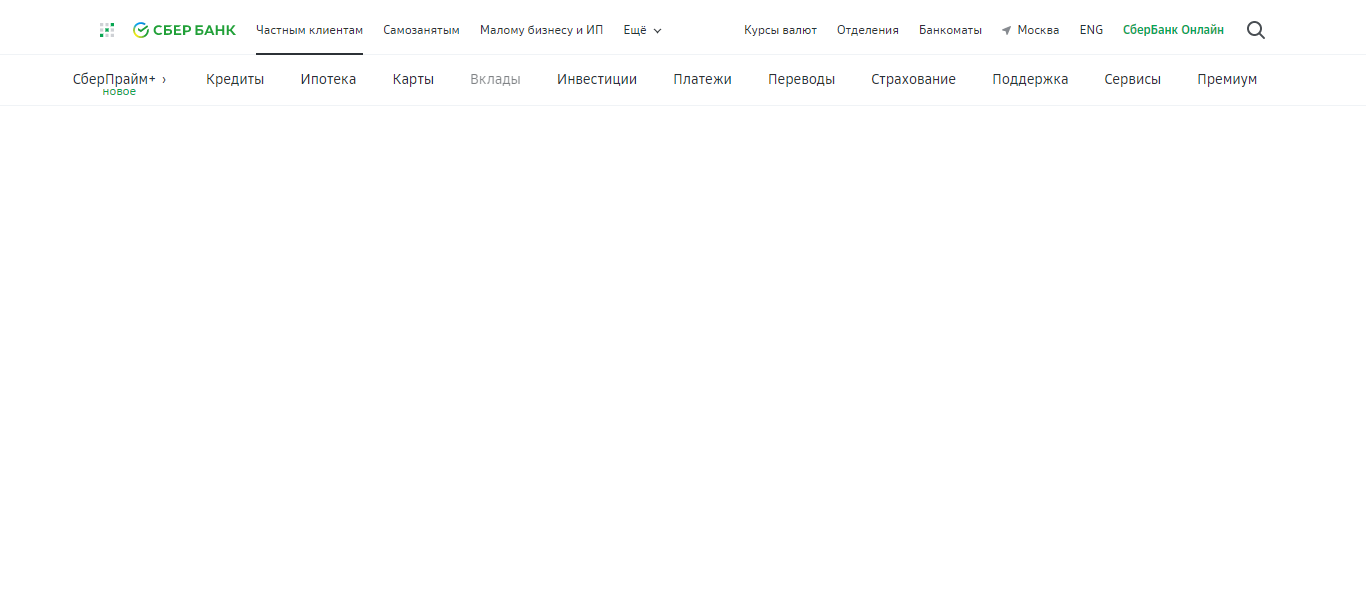 СБЕР БАНК Частным клиентам Самозанятым Малому бизнесу и ИП Ещё Курсы валют Отделения Банкоматы Москва ENG СберБанк Онлайн
СберПрайм+ › Кредиты Ипотека Карты Вклады Инвестиции Платежи Переводы Страхование Поддержка Сервисы Премиум
новое